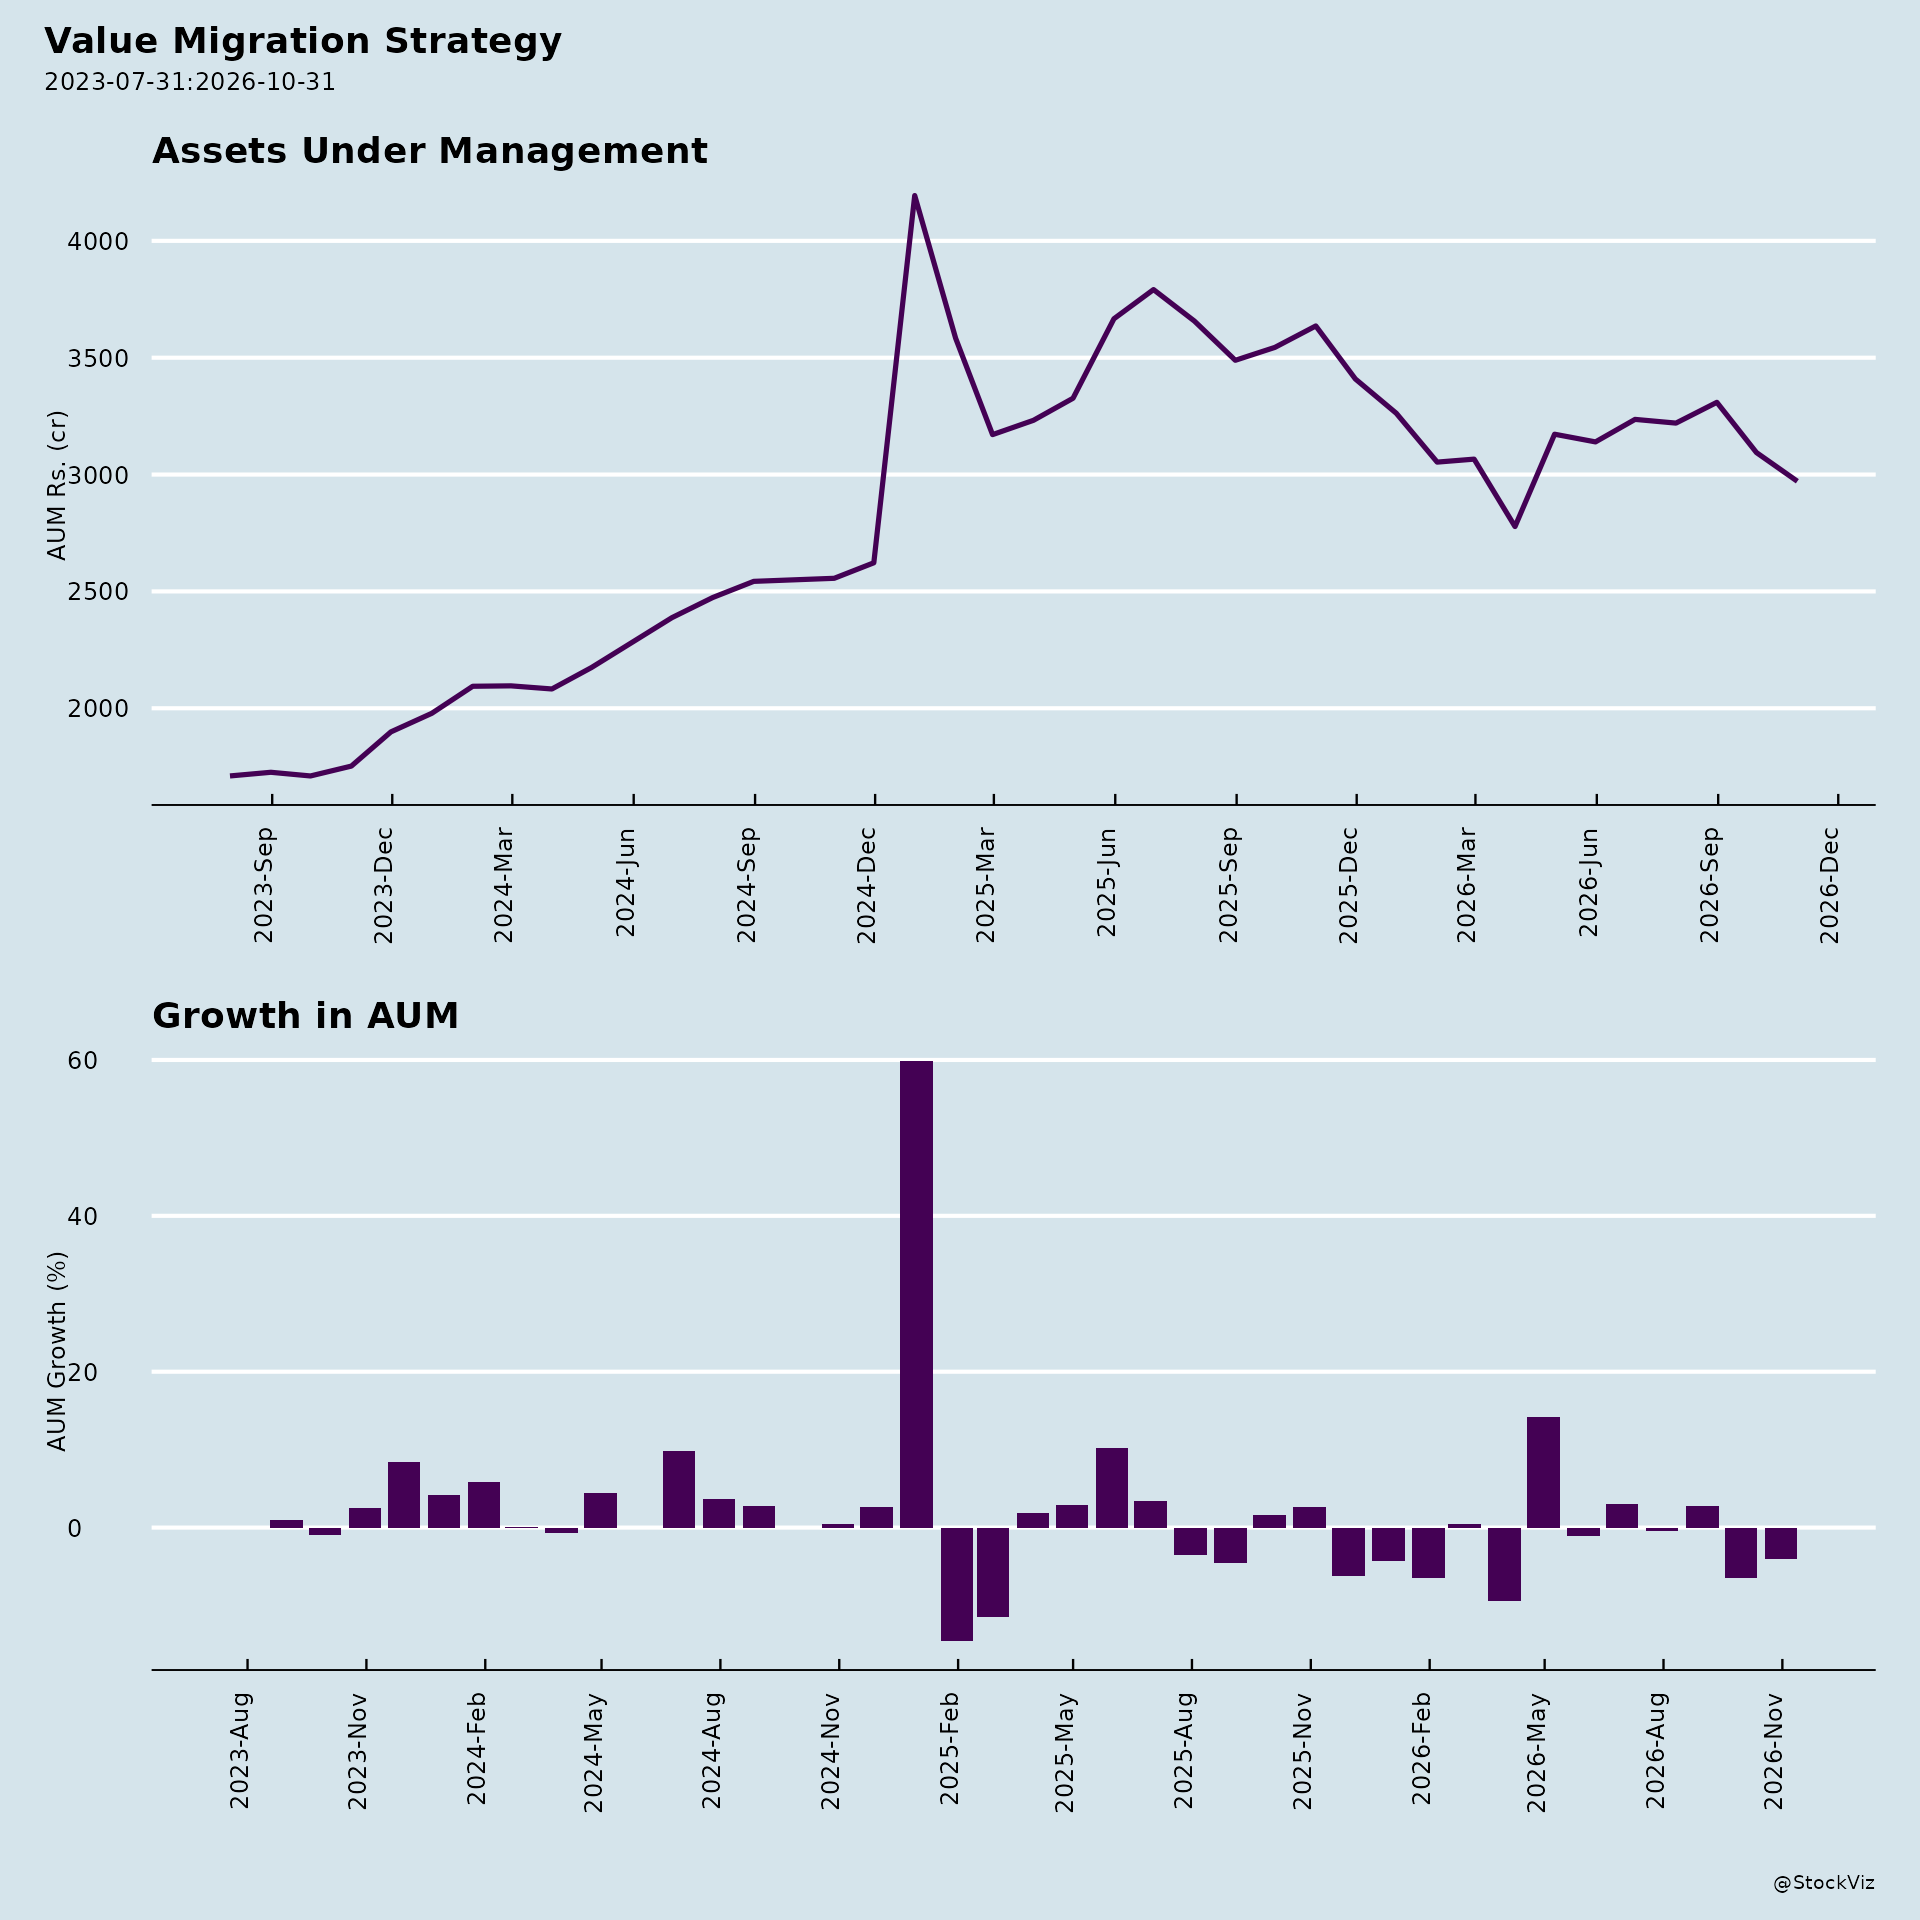 Value Migration Strategy
2023-07-31:2026-10-31
Assets Under Management
AUM Rs. (cr)
4000
3500
3000
2500
2000
2023-Sep
2023-Dec
2024-Mar
2024-Jun
2024-Sep
2024-Dec
2025-Mar
2025-Jun
2025-Sep
2025-Dec
2026-Mar
2026-Jun
2026-Sep
2026-Dec
Growth in AUM
AUM Growth (%)
60
40
20
0
2023-Aug
2023-Nov
2024-Feb
2024-May
2024-Aug
2024-Nov
2025-Feb
2025-May
2025-Aug
2025-Nov
2026-Feb
2026-May
2026-Aug
2026-Nov
@StockViz